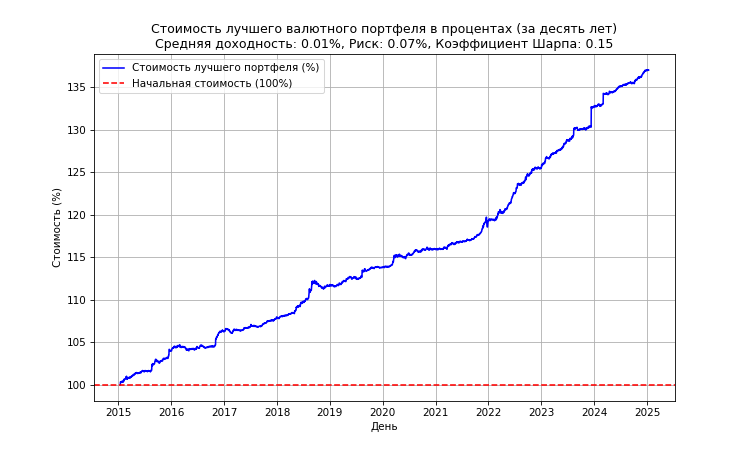 Стоимость лучшего валютного портфеля в процентах (за десять лет)
Средняя доходность: 0.01%, Риск: 0.07%, Коэффициент Шарпа: 0.15
Стоимость лучшего портфеля (%)
Начальная стоимость (100%)
Стоимость (%)
135
130
125
120
115
110
105
100
2015 2016 2017 2018 2019 2020 2021 2022 2023 2024 2025
День